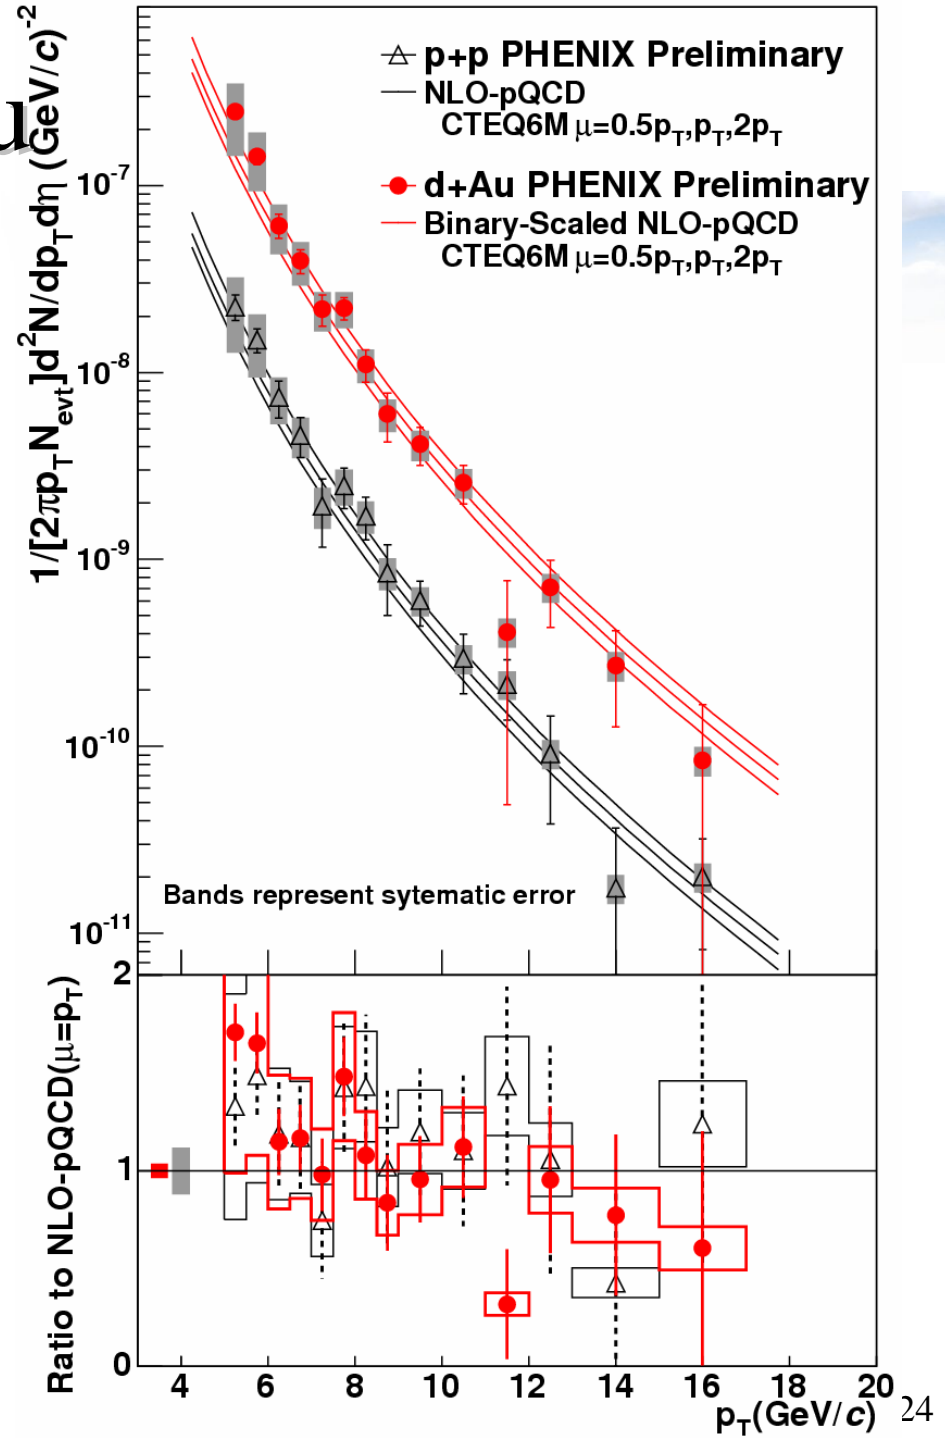 u
p+p PHENIX Preliminary
NLO-pQCD
CTEQ6M μ=0.5p_T,p_T,2p_T
d+Au PHENIX Preliminary
Binary-Scaled NLO-pQCD
CTEQ6M μ=0.5p_T,p_T,2p_T
1/[2πp_T N_evt]d²N/dp_T dη (GeV/c)⁻²
10⁻⁷
10⁻⁸
10⁻⁹
10⁻¹⁰
10⁻¹¹
Bands represent sytematic error
Ratio to NLO-pQCD(μ=p_T)
2
1
0
4 6 8 10 12 14 16 18 20
p_T(GeV/c)
24